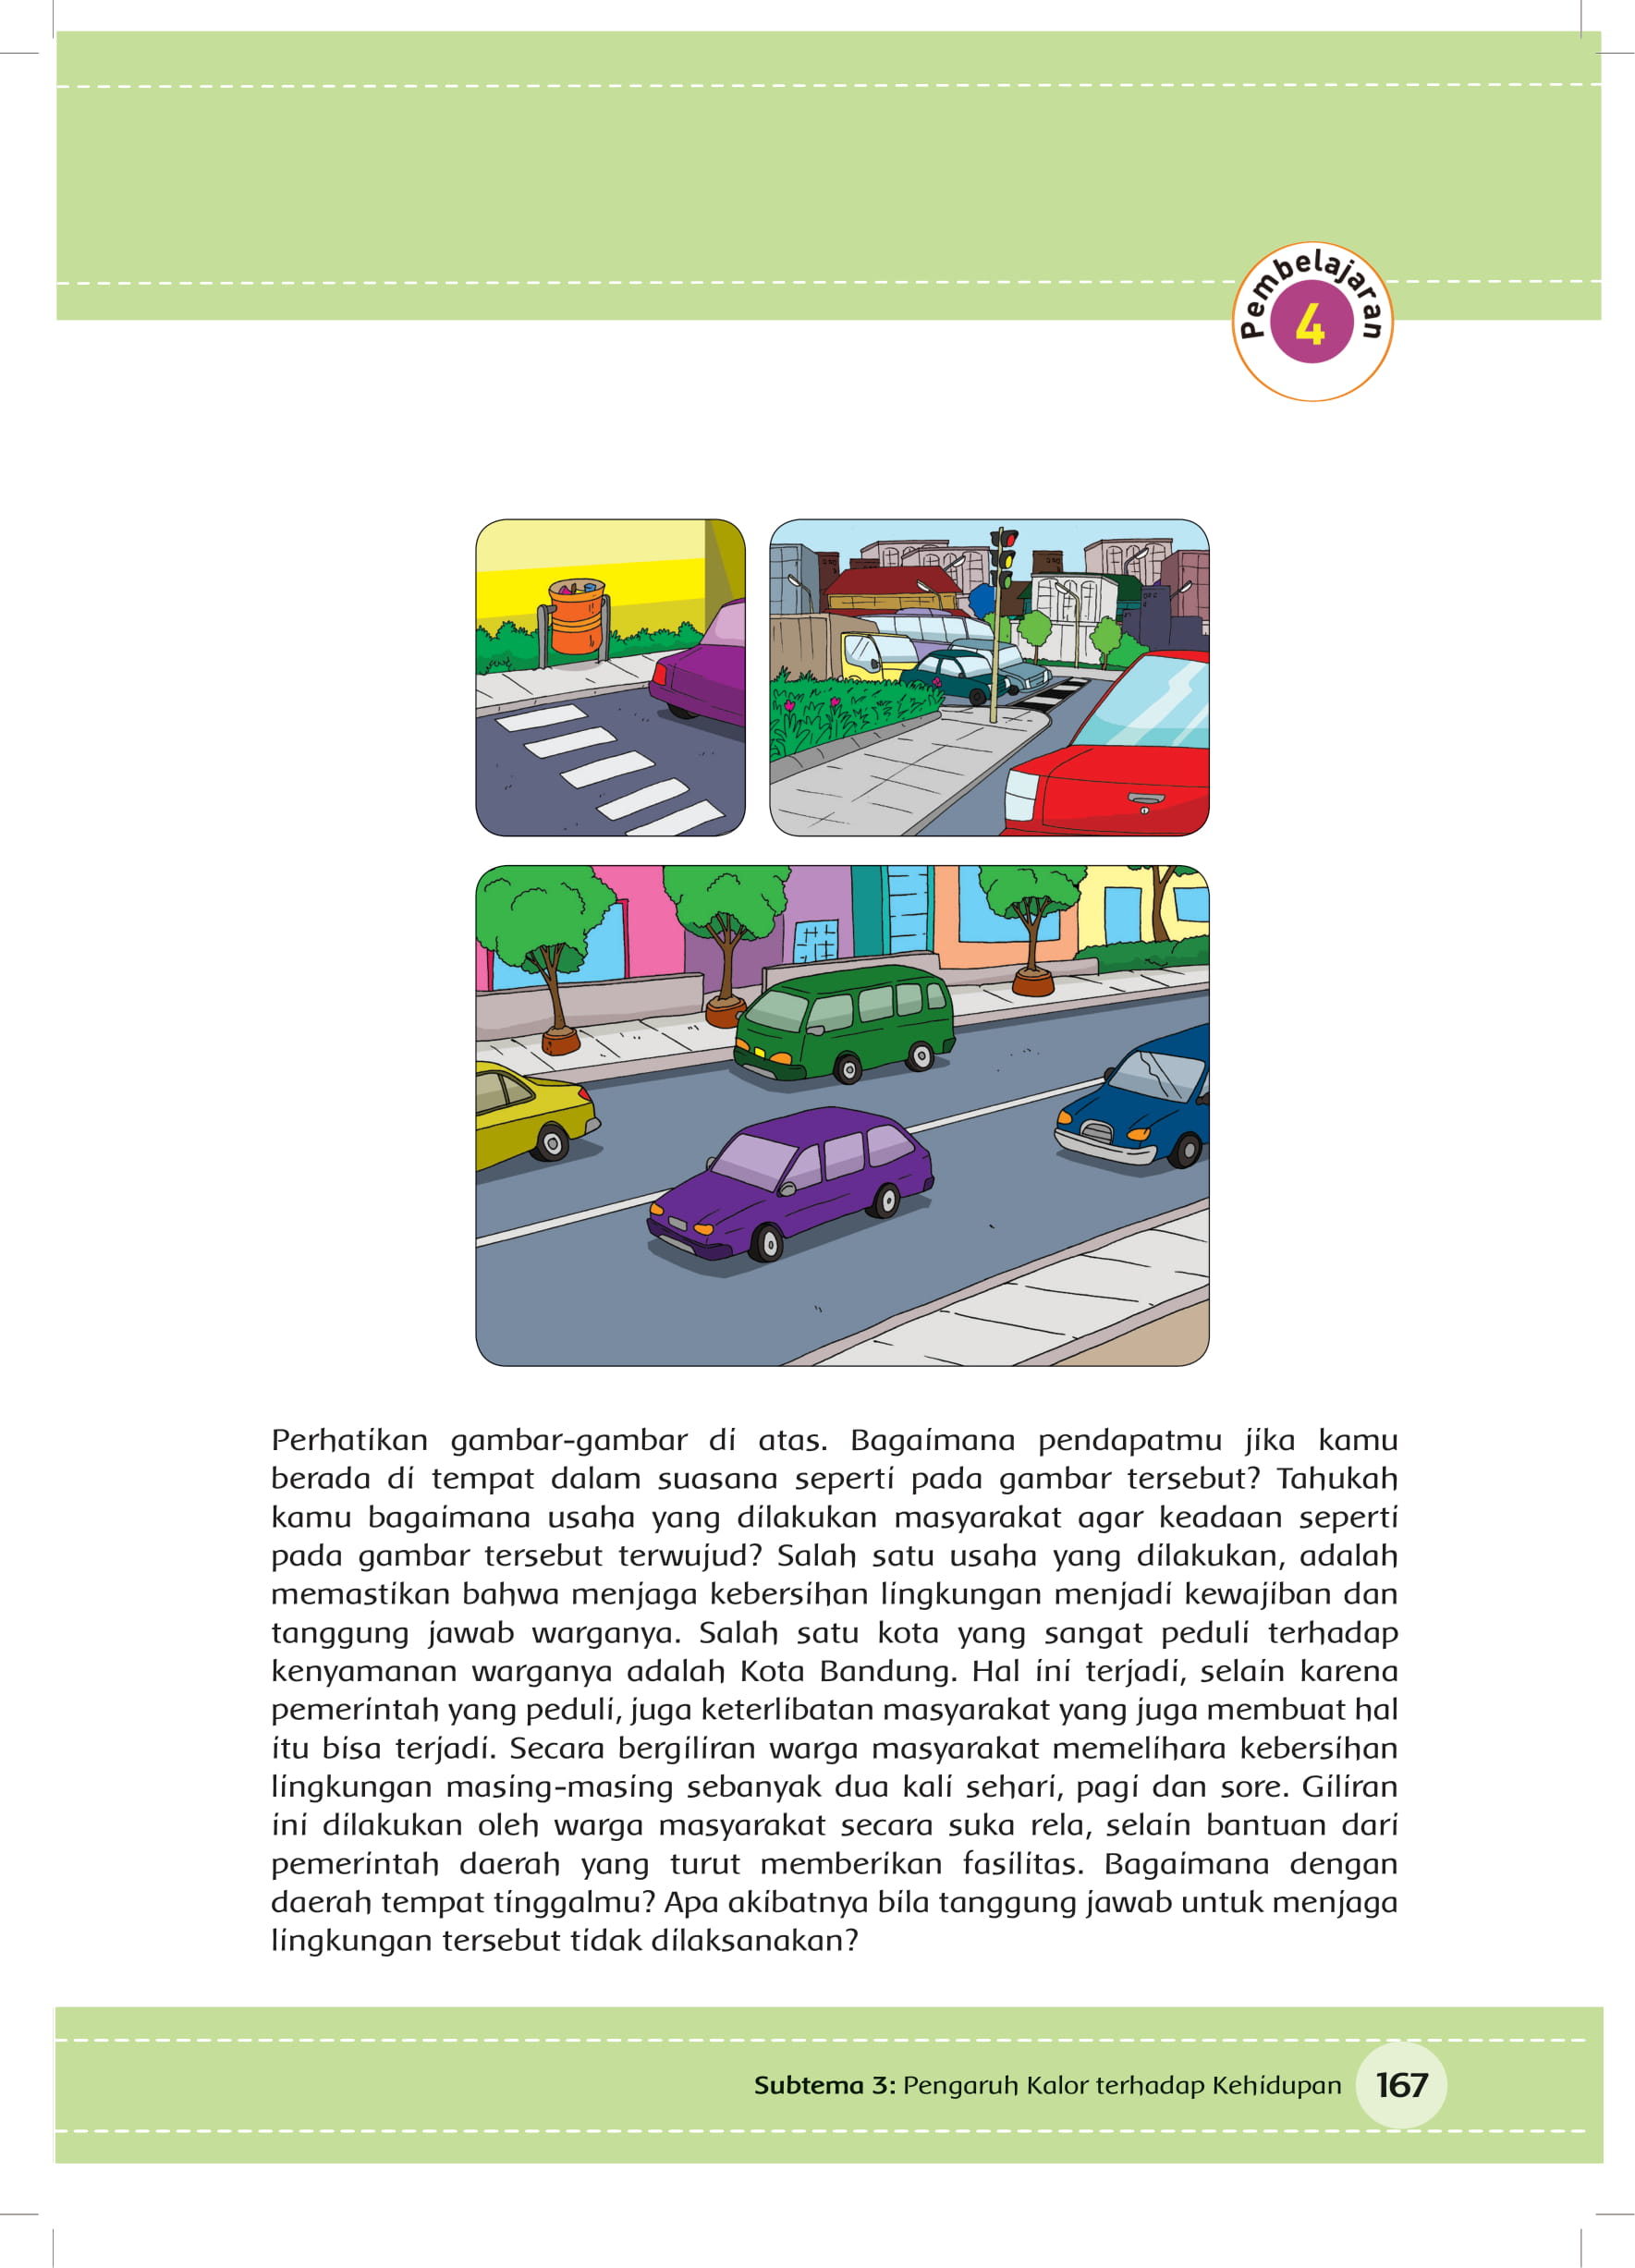 Pembelajaran
4
Perhatikan gambar-gambar di atas. Bagaimana pendapatmu jika kamu
berada di tempat dalam suasana seperti pada gambar tersebut? Tahukah
kamu bagaimana usaha yang dilakukan masyarakat agar keadaan seperti
pada gambar tersebut terwujud? Salah satu usaha yang dilakukan, adalah
memastikan bahwa menjaga kebersihan lingkungan menjadi kewajiban dan
tanggung jawab warganya. Salah satu kota yang sangat peduli terhadap
kenyamanan warganya adalah Kota Bandung. Hal ini terjadi, selain karena
pemerintah yang peduli, juga keterlibatan masyarakat yang juga membuat hal
itu bisa terjadi. Secara bergiliran warga masyarakat memelihara kebersihan
lingkungan masing-masing sebanyak dua kali sehari, pagi dan sore. Giliran
ini dilakukan oleh warga masyarakat secara suka rela, selain bantuan dari
pemerintah daerah yang turut memberikan fasilitas. Bagaimana dengan
daerah tempat tinggalmu? Apa akibatnya bila tanggung jawab untuk menjaga
lingkungan tersebut tidak dilaksanakan?
Subtema 3: Pengaruh Kalor terhadap Kehidupan 167